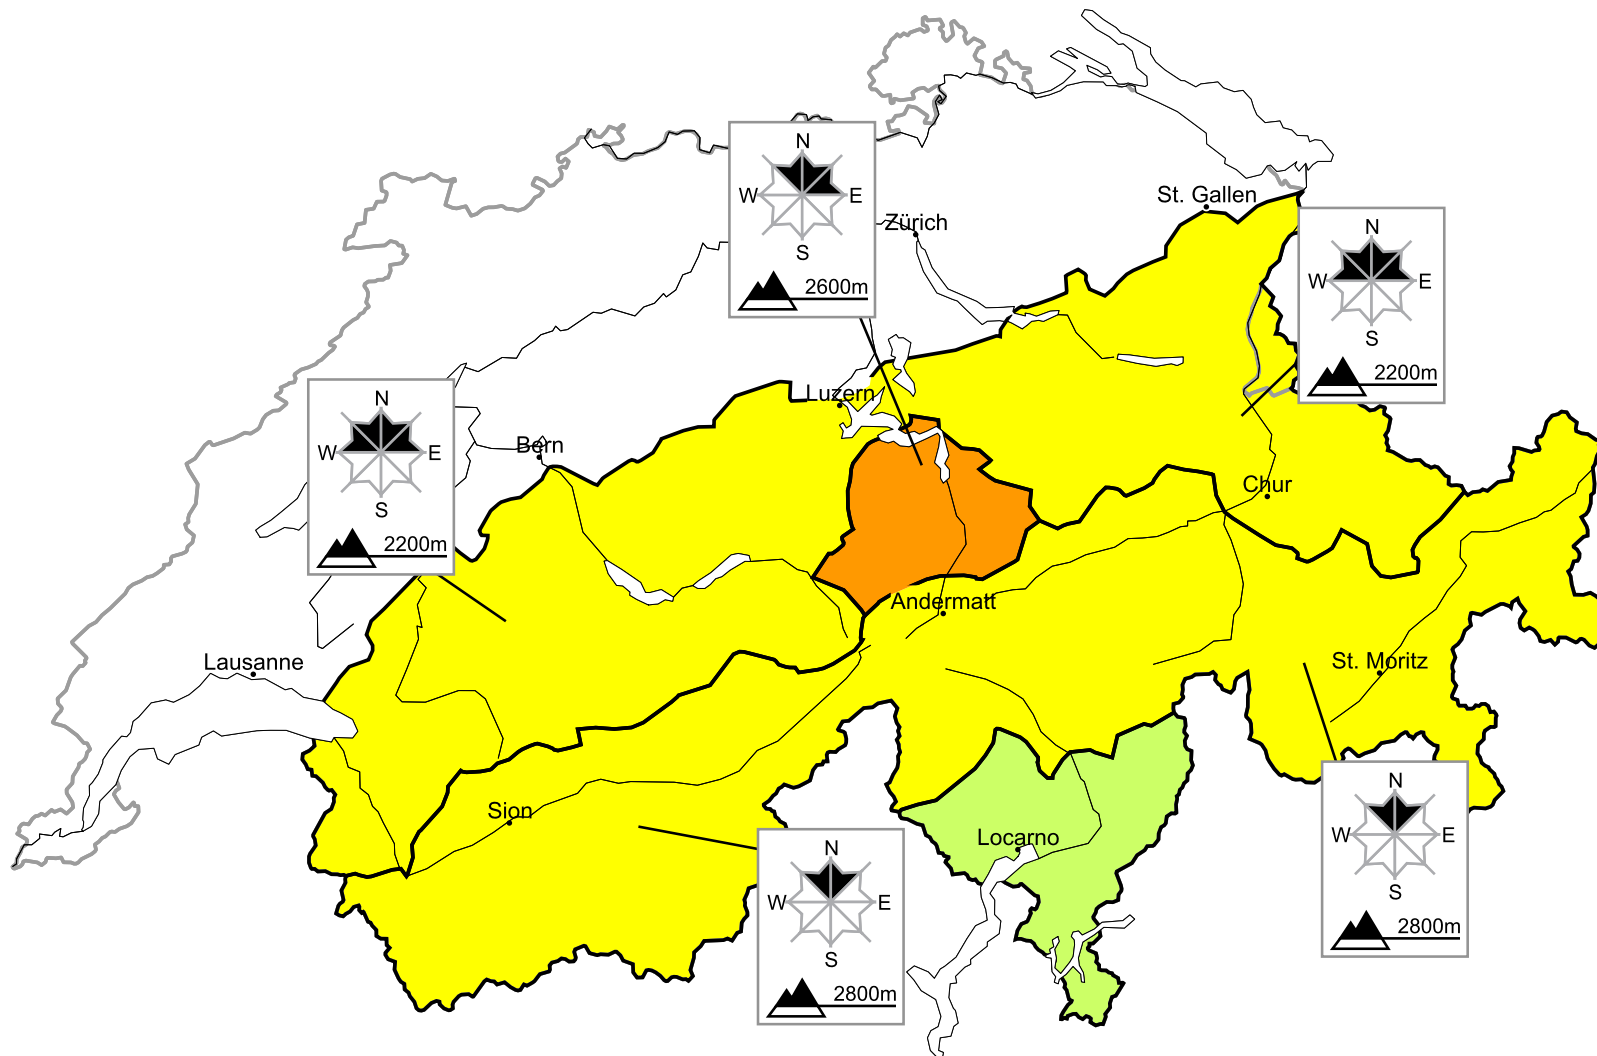 N
W E
S
2600m
St. Gallen
Zürich
N
W E
S
2200m
Luzern
N
W E
S
2200m
Bern
Chur
Andermatt
Lausanne
St. Moritz
Sion
Locarno
N
W E
S
2800m
N
W E
S
2800m